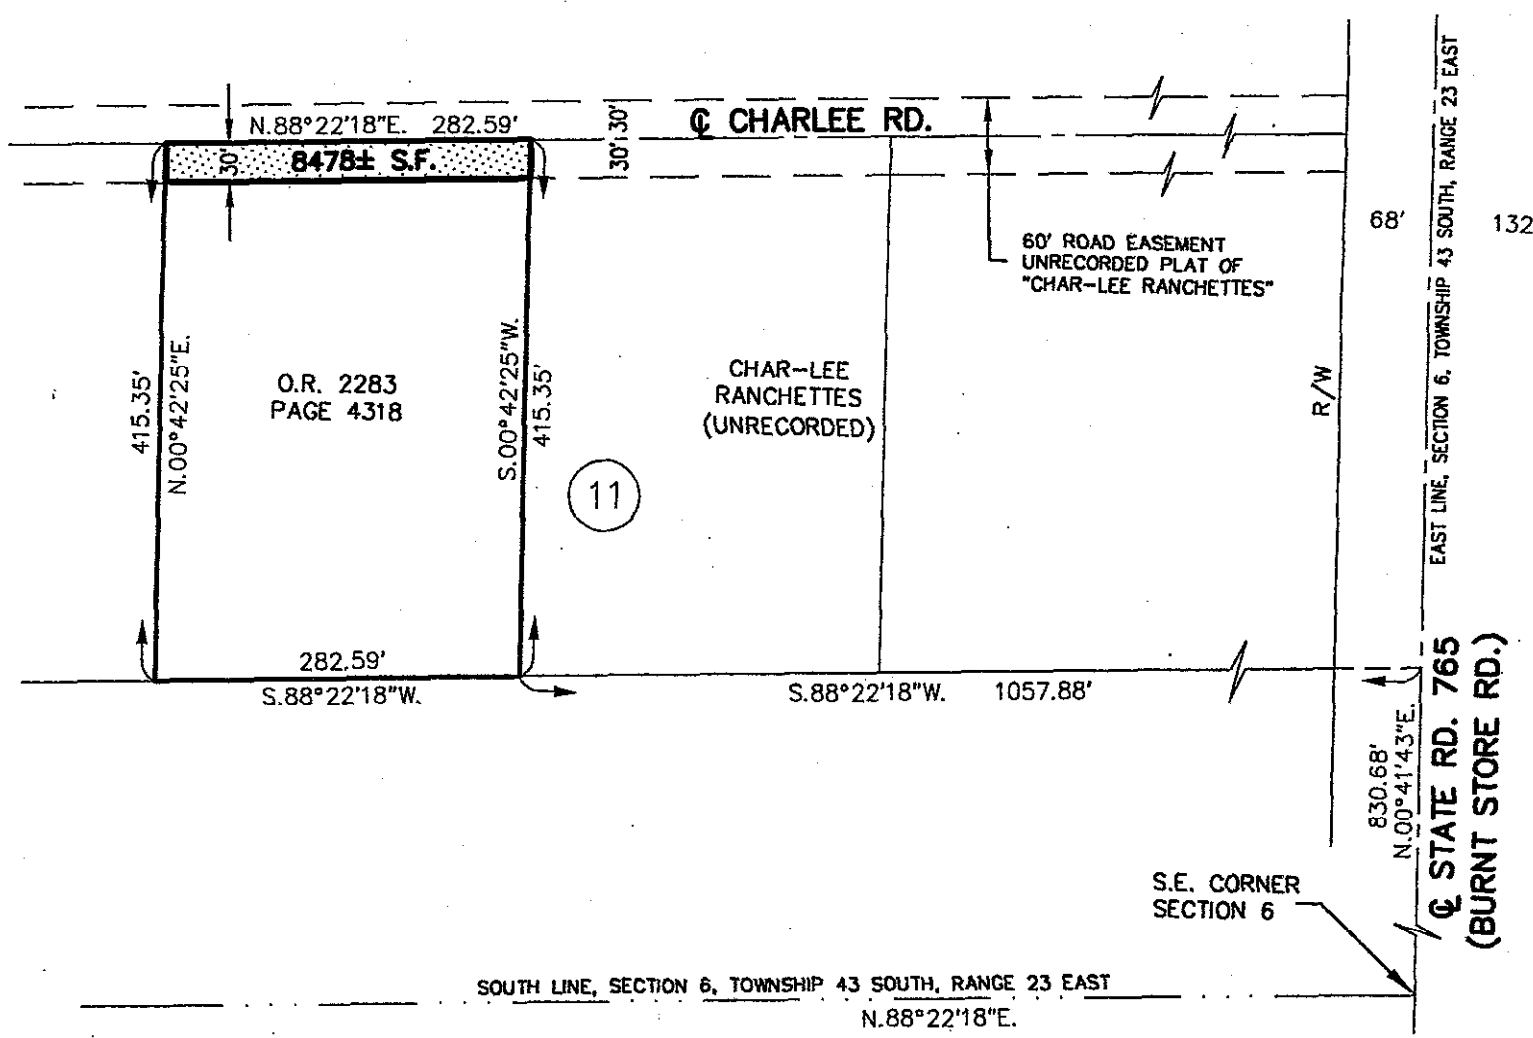 N.88°22'18"E. 282.59'
30' 30'
℄ CHARLEE RD.
30'
8478± S.F.
60' ROAD EASEMENT
UNRECORDED PLAT OF
"CHAR-LEE RANCHETTES"
68'
132
EAST LINE, SECTION 6, TOWNSHIP 43 SOUTH, RANGE 23 EAST
415.35'
N.00°42'25"E.
O.R. 2283
PAGE 4318
S.00°42'25"W.
415.35'
11
CHAR-LEE
RANCHETTES
(UNRECORDED)
R/W
282.59'
S.88°22'18"W.
S.88°22'18"W. 1057.88'
830.68'
N.00°41'43"E.
℄ STATE RD. 765
(BURNT STORE RD.)
S.E. CORNER
SECTION 6
SOUTH LINE, SECTION 6, TOWNSHIP 43 SOUTH, RANGE 23 EAST
N.88°22'18"E.